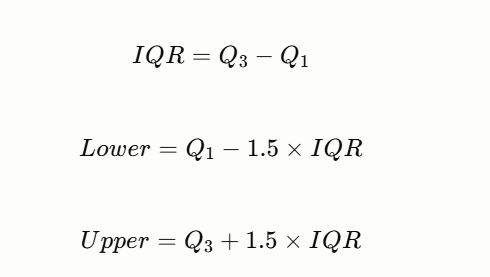 IQR = Q₃ − Q₁
Lower = Q₁ − 1.5 × IQR
Upper = Q₃ + 1.5 × IQR